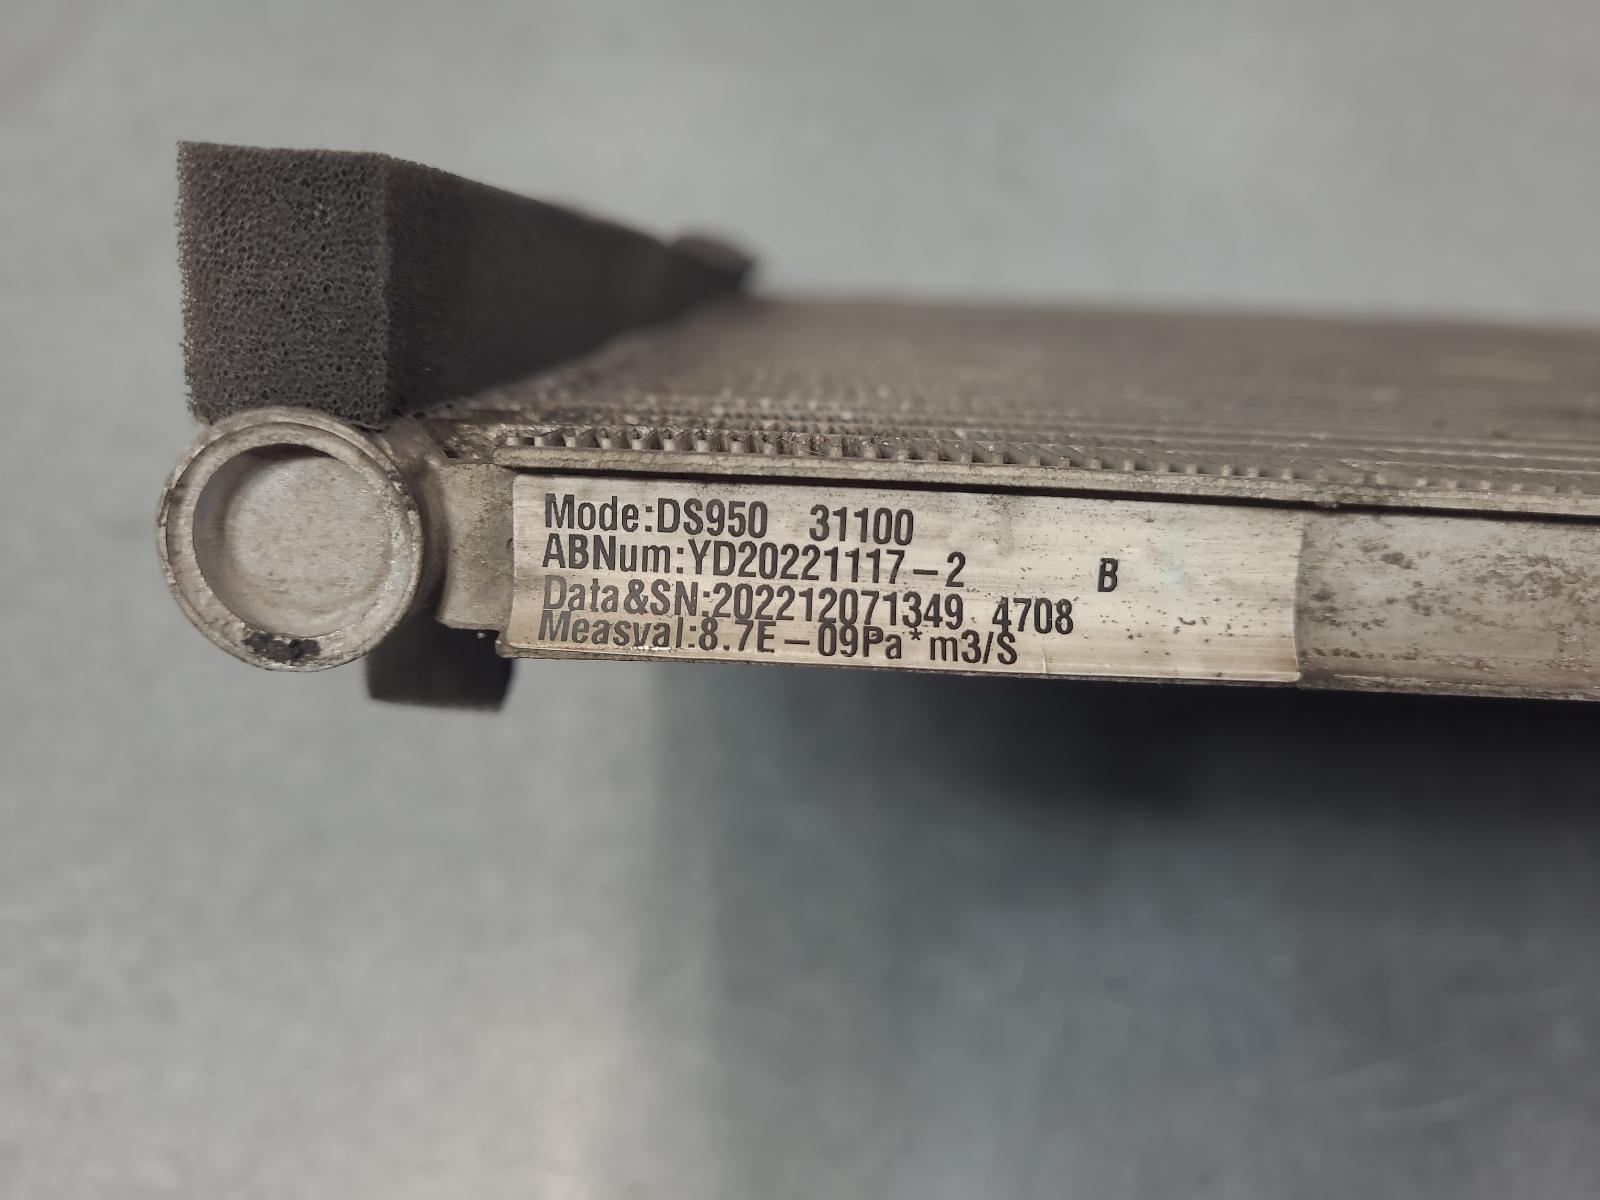 Mode:DS950 31100
ABNum:YD20221117-2 B
Data&SN:202212071349 4708
Measval:8.7E-09Pa*m3/S